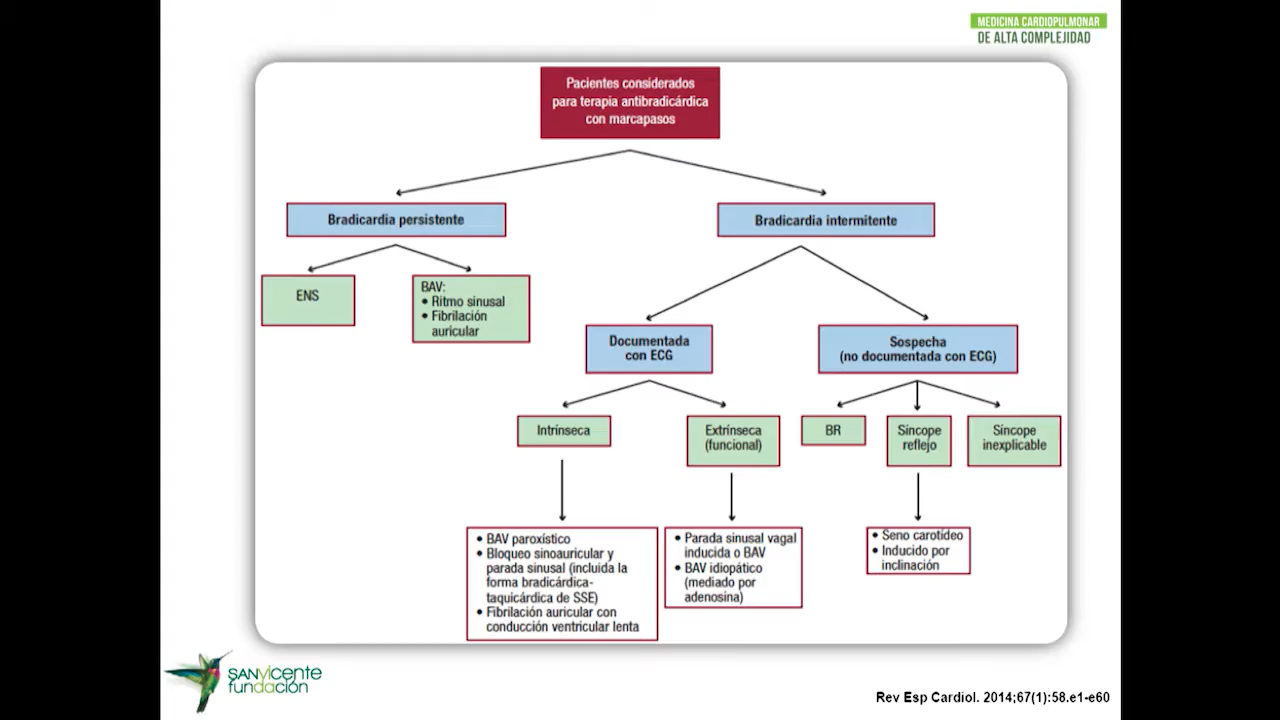 MEDICINA CARDIOPULMONAR
DE ALTA COMPLEJIDAD
Pacientes considerados
para terapia antibradicárdica
con marcapasos
Bradicardia persistente
Bradicardia intermitente
ENS
BAV:
• Ritmo sinusal
• Fibrilación
auricular
Documentada
con ECG
Sospecha
(no documentada con ECG)
Intrínseca
Extrínseca
(funcional)
BR
Síncope
reflejo
Síncope
inexplicable
• BAV paroxístico
• Bloqueo sinoauricular y
parada sinusal (incluida la
forma bradicárdica-
taquicárdica de SSE)
• Fibrilación auricular con
conducción ventricular lenta
• Parada sinusal vagal
inducida o BAV
• BAV idiopático
(mediado por
adenosina)
• Seno carotídeo
• Inducido por
inclinación
SANVICENTE
fundación
Rev Esp Cardiol. 2014;67(1):58.e1-e60